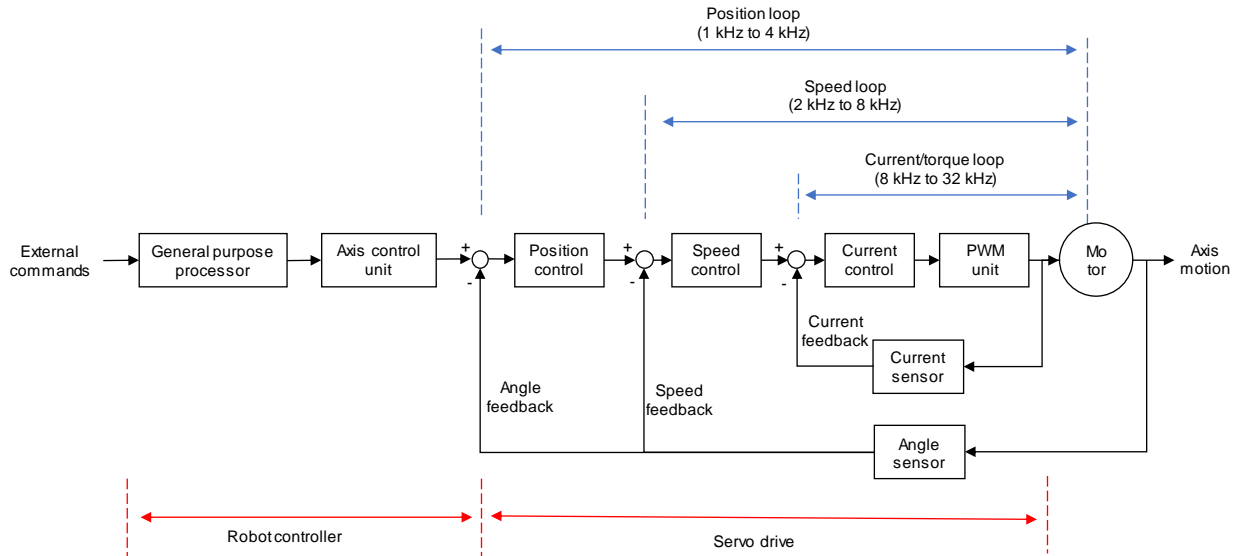 Position loop
(1 kHz to 4 kHz)
Speed loop
(2 kHz to 8 kHz)
Current/torque loop
(8 kHz to 32 kHz)
External
commands
General purpose
processor
Axis control
unit
+
-
Position
control
+
-
Speed
control
+
-
Current
control
PWM
unit
Mo
tor
Axis
motion
Current
feedback
Current
sensor
Angle
feedback
Speed
feedback
Angle
sensor
Robot controller
Servo drive